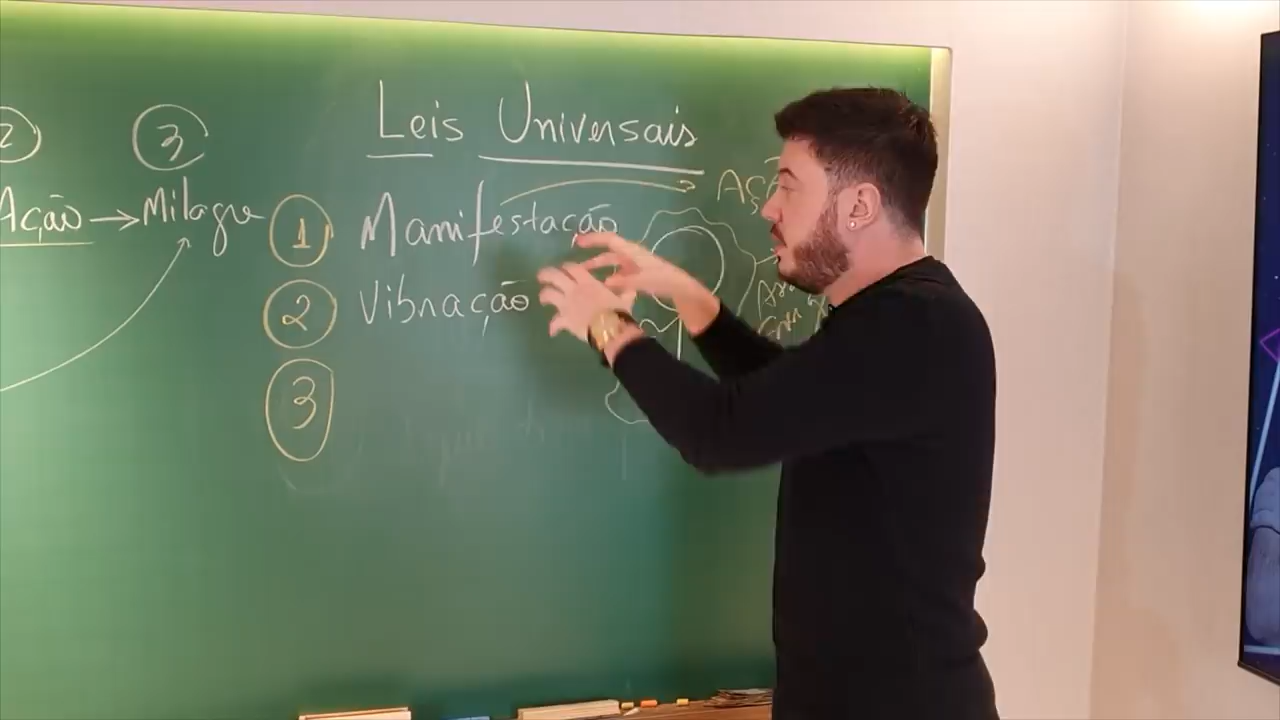 Leis Universais
2 3
Ação → Milagre
1 Manifestação
2 Vibração
3